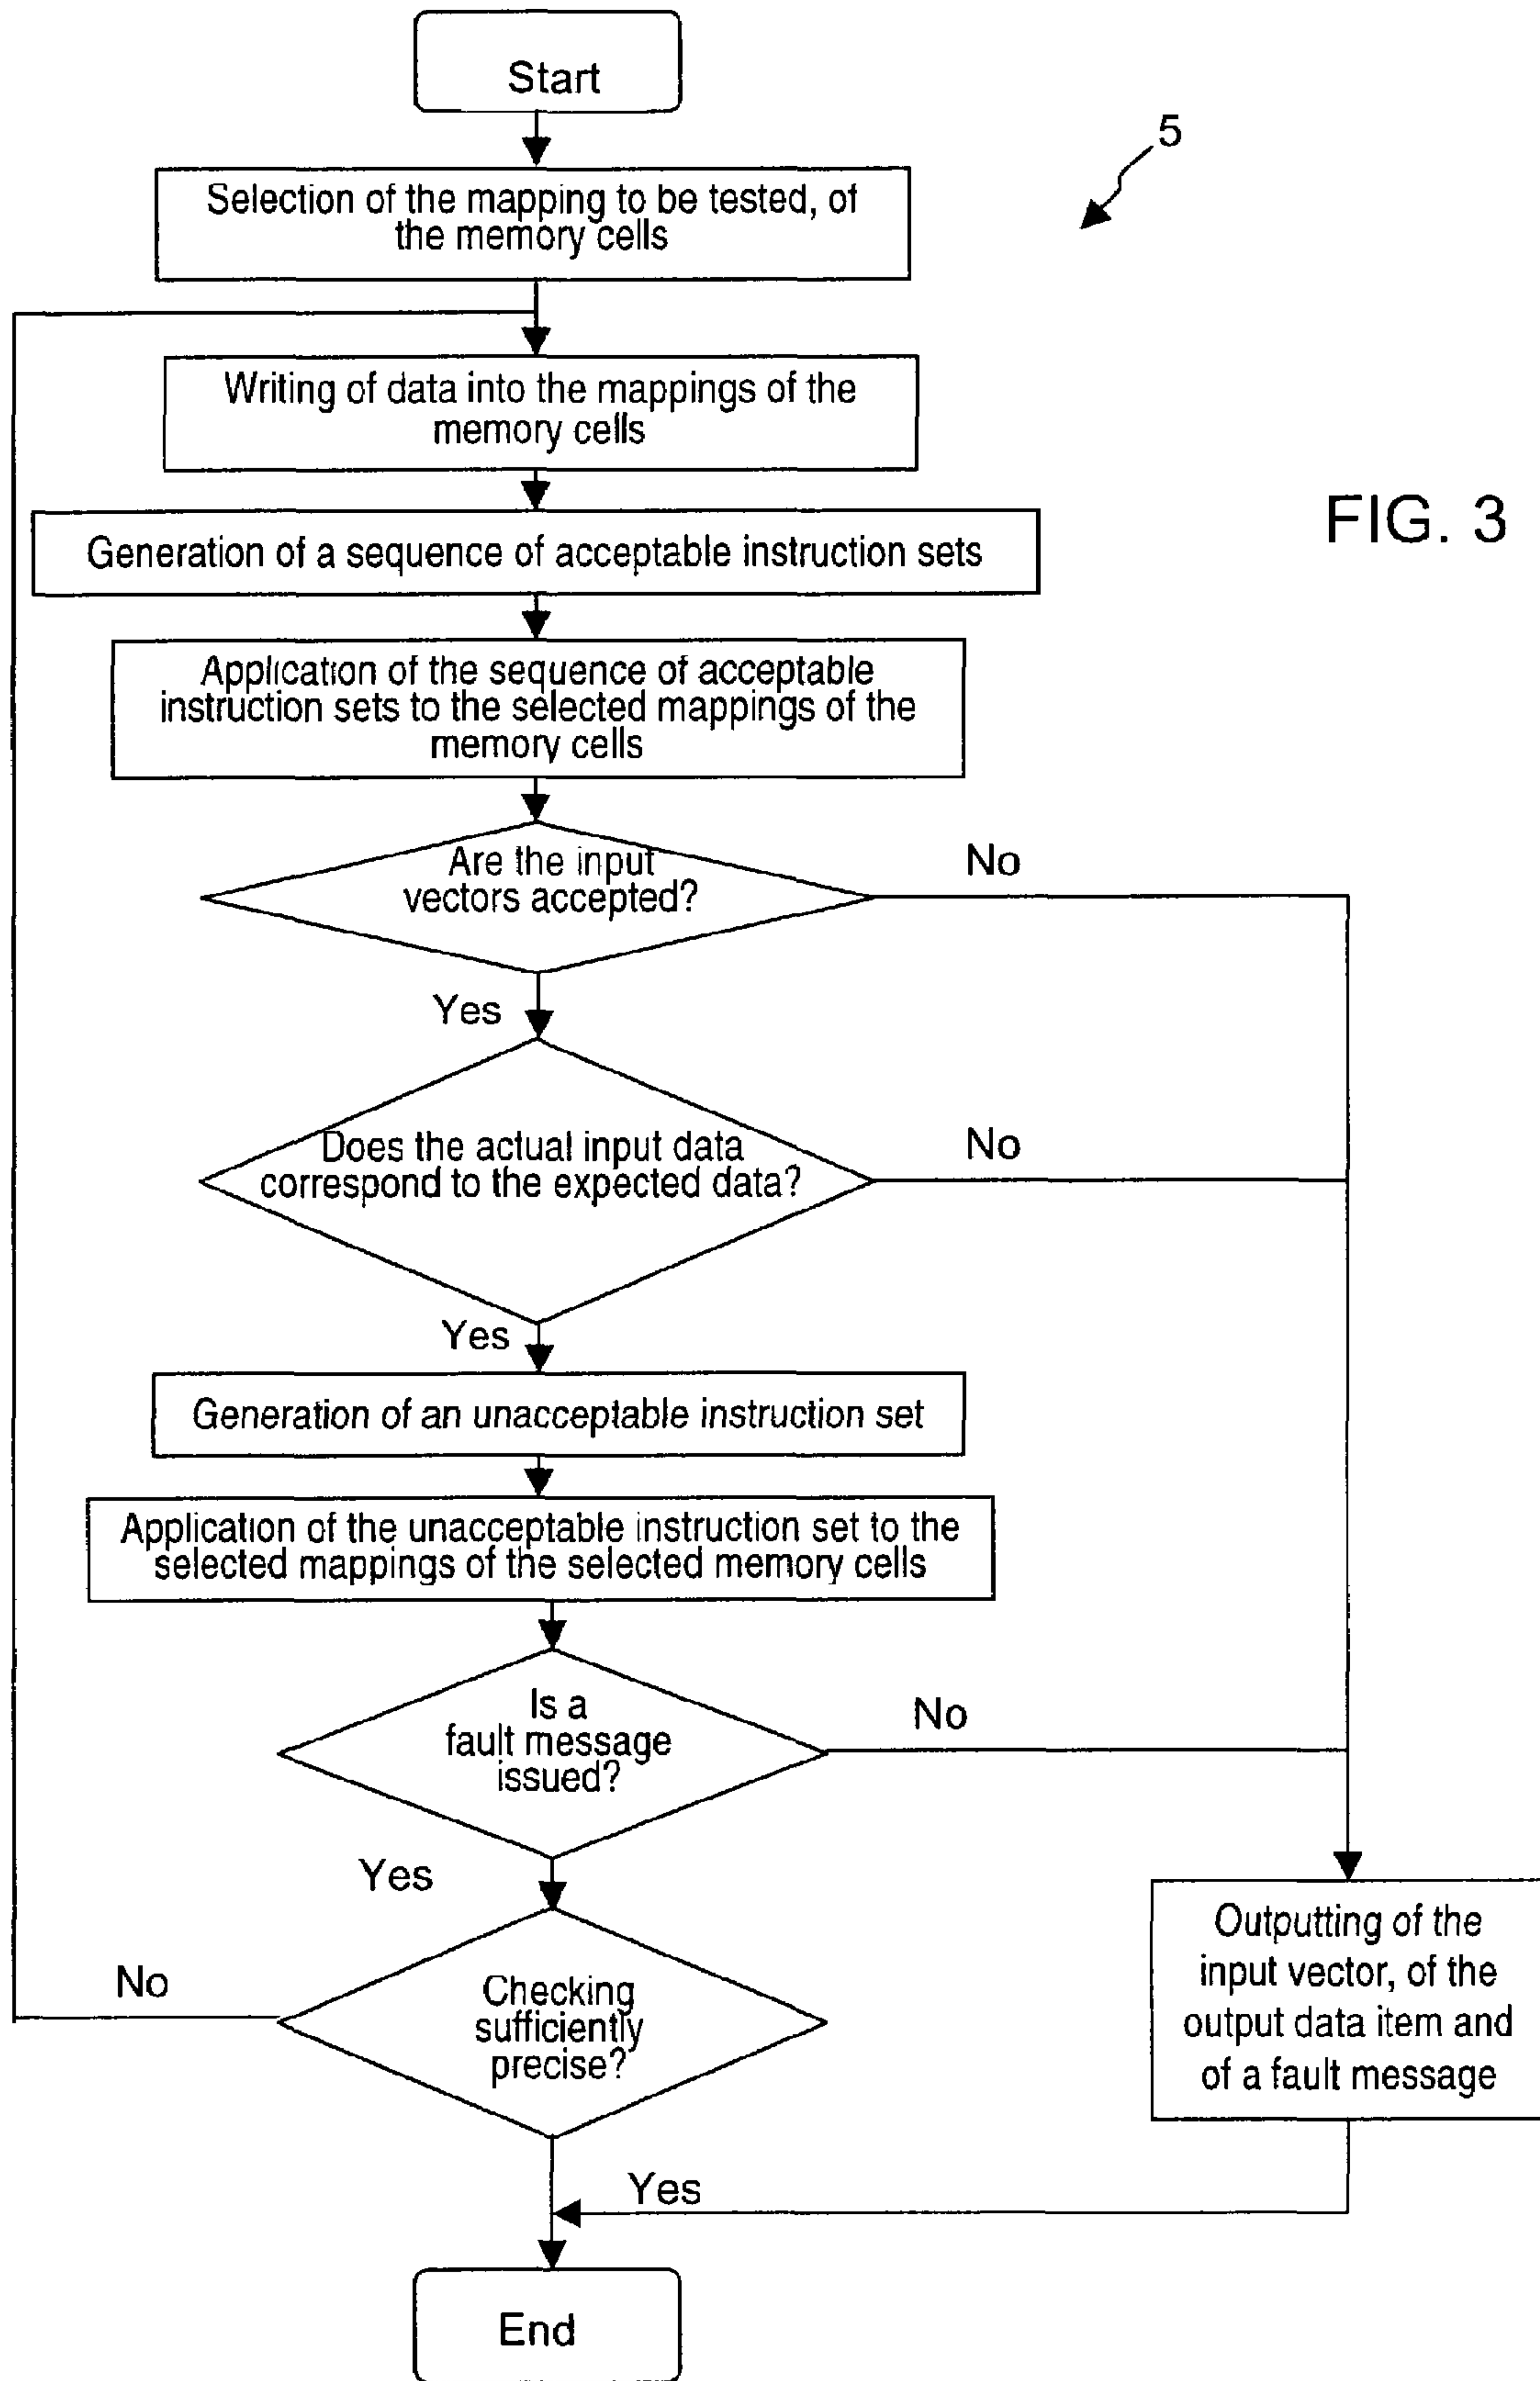 Start
5
Selection of the mapping to be tested, of
the memory cells
Writing of data into the mappings of the
memory cells
FIG. 3
Generation of a sequence of acceptable instruction sets
Application of the sequence of acceptable
instruction sets to the selected mappings of the
memory cells
Are the input
vectors accepted?
No
Yes
Does the actual input data
correspond to the expected data?
No
Yes
Generation of an unacceptable instruction set
Application of the unacceptable instruction set to the
selected mappings of the selected memory cells
Is a
fault message
issued?
No
Yes
Checking
sufficiently
precise?
No
Outputting of the
input vector, of the
output data item and
of a fault message
Yes
End